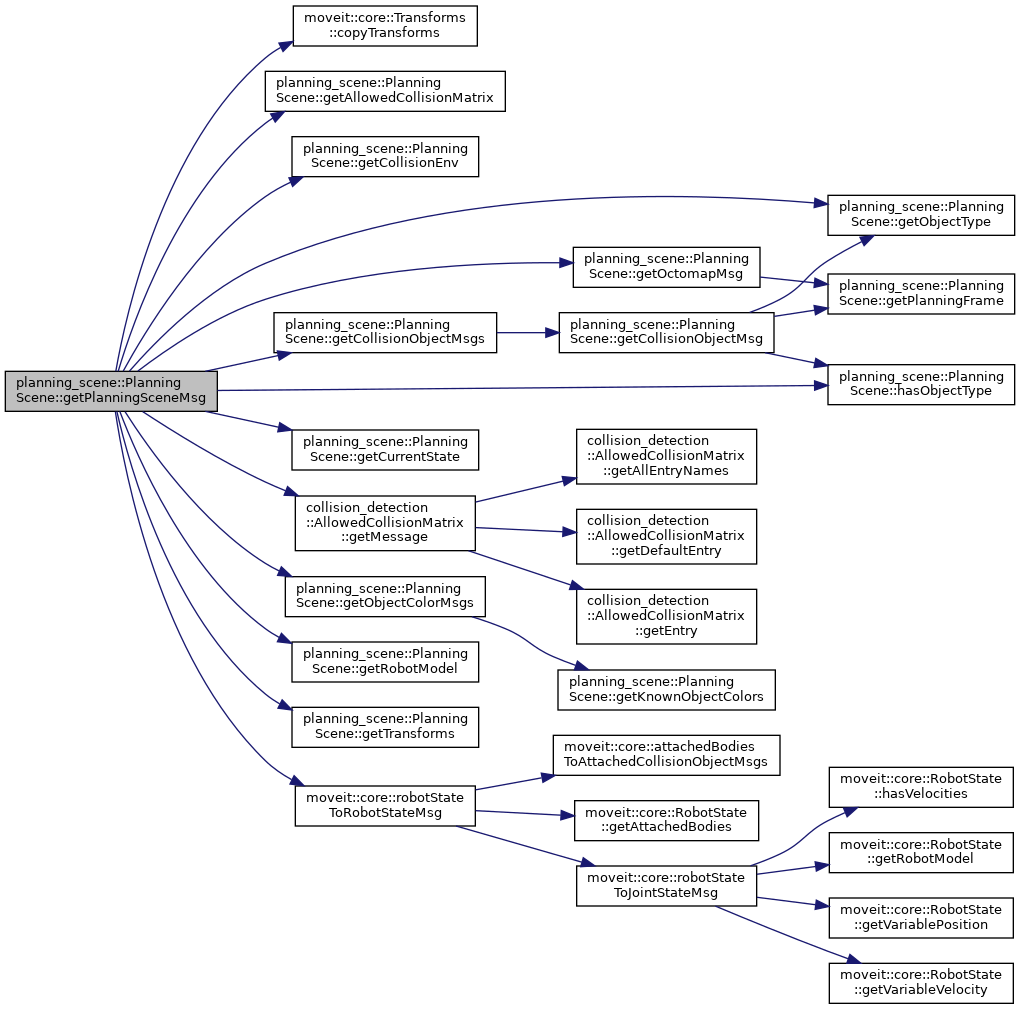 moveit::core::Transforms
::copyTransforms
planning_scene::Planning
Scene::getAllowedCollisionMatrix
planning_scene::Planning
Scene::getCollisionEnv
planning_scene::Planning
Scene::getObjectType
planning_scene::Planning
Scene::getOctomapMsg
planning_scene::Planning
Scene::getPlanningFrame
planning_scene::Planning
Scene::getCollisionObjectMsgs
planning_scene::Planning
Scene::getCollisionObjectMsg
planning_scene::Planning
Scene::hasObjectType
planning_scene::Planning
Scene::getPlanningSceneMsg
planning_scene::Planning
Scene::getCurrentState
collision_detection
::AllowedCollisionMatrix
::getAllEntryNames
collision_detection
::AllowedCollisionMatrix
::getMessage
collision_detection
::AllowedCollisionMatrix
::getDefaultEntry
planning_scene::Planning
Scene::getObjectColorMsgs
collision_detection
::AllowedCollisionMatrix
::getEntry
planning_scene::Planning
Scene::getRobotModel
planning_scene::Planning
Scene::getKnownObjectColors
planning_scene::Planning
Scene::getTransforms
moveit::core::attachedBodies
ToAttachedCollisionObjectMsgs
moveit::core::RobotState
::hasVelocities
moveit::core::robotState
ToRobotStateMsg
moveit::core::RobotState
::getAttachedBodies
moveit::core::RobotState
::getRobotModel
moveit::core::robotState
ToJointStateMsg
moveit::core::RobotState
::getVariablePosition
moveit::core::RobotState
::getVariableVelocity